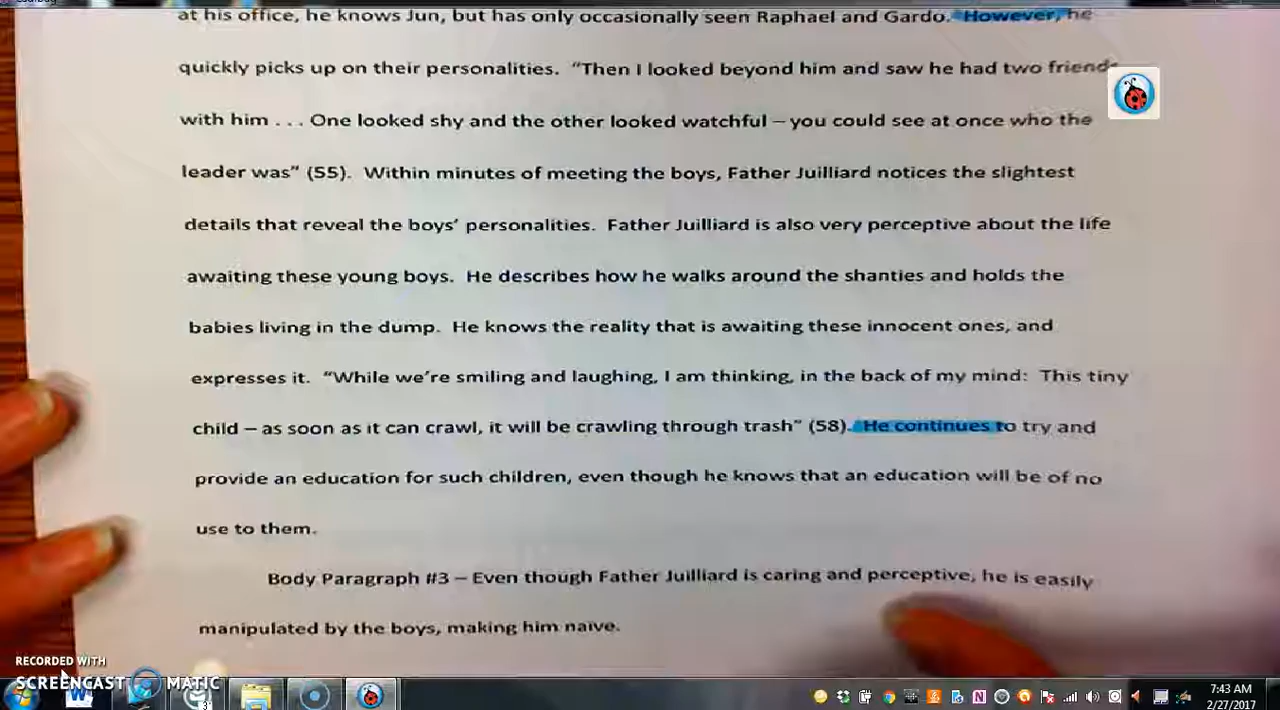 at his office, he knows Jun, but has only occasionally seen Raphael and Gardo. However, he
quickly picks up on their personalities. “Then I looked beyond him and saw he had two friends
with him . . . One looked shy and the other looked watchful – you could see at once who the
leader was” (55). Within minutes of meeting the boys, Father Juilliard notices the slightest
details that reveal the boys’ personalities. Father Juilliard is also very perceptive about the life
awaiting these young boys. He describes how he walks around the shanties and holds the
babies living in the dump. He knows the reality that is awaiting these innocent ones, and
expresses it. “While we’re smiling and laughing, I am thinking, in the back of my mind: This tiny
child – as soon as it can crawl, it will be crawling through trash” (58). He continues to try and
provide an education for such children, even though he knows that an education will be of no
use to them.
Body Paragraph #3 – Even though Father Juilliard is caring and perceptive, he is easily
manipulated by the boys, making him naive.
RECORDED WITH
SCREENCAST MATIC
7:43 AM
2/27/2017